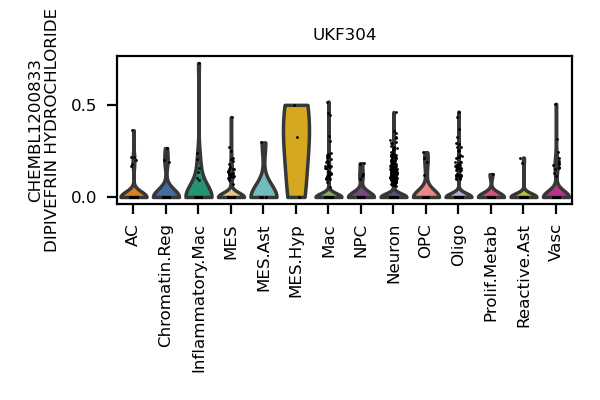 UKF304
CHEMBL1200833
DIPIVEFRIN HYDROCHLORIDE
0.5
0.0
AC
Chromatin.Reg
Inflammatory.Mac
MES
MES.Ast
MES.Hyp
Mac
NPC
Neuron
OPC
Oligo
Prolif.Metab
Reactive.Ast
Vasc